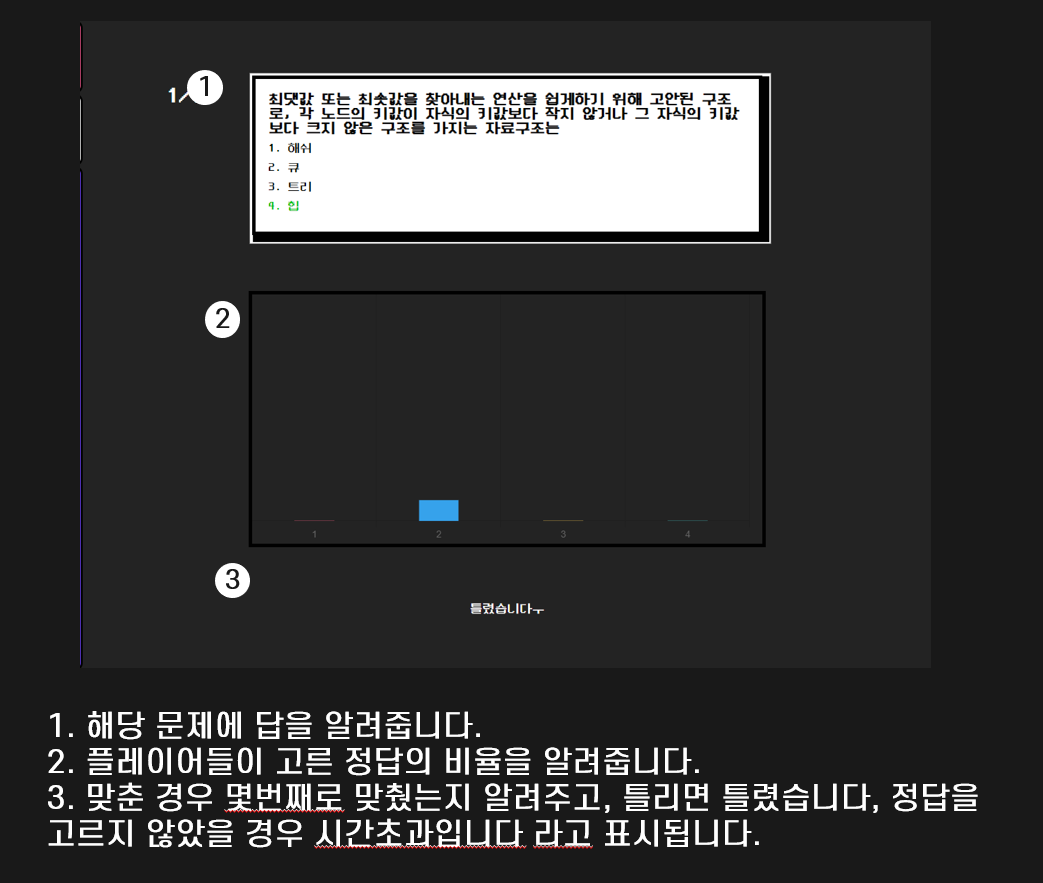 1/
1
최댓값 또는 최솟값을 찾아내는 연산을 쉽게하기 위해 고안된 구조
로, 각 노드의 키값이 자식의 키값보다 작지 않거나 그 자식의 키값
보다 크지 않은 구조를 가지는 자료구조는
1. 해쉬
2. 큐
3. 트리
4. 힙
2
1 2 3 4
3
틀렸습니다ㅜ
1. 해당 문제에 답을 알려줍니다.
2. 플레이어들이 고른 정답의 비율을 알려줍니다.
3. 맞춘 경우 몇번째로 맞췄는지 알려주고, 틀리면 틀렸습니다, 정답을
고르지 않았을 경우 시간초과입니다 라고 표시됩니다.